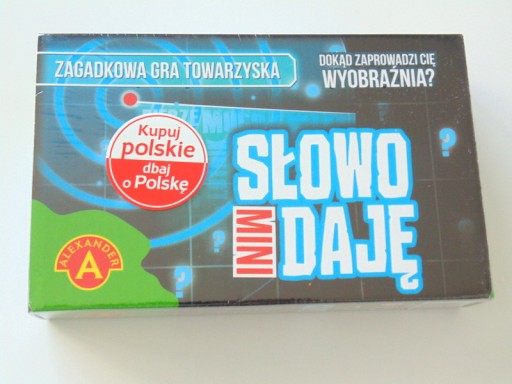 ZAGADKOWA GRA TOWARZYSKA
DOKĄD ZAPROWADZI CIĘ
WYOBRAŹNIA?
Kupuj
polskie
dbaj
o Polskę
SŁOWO
MINI
DAJĘ
ALEXANDER
A
?
?
?